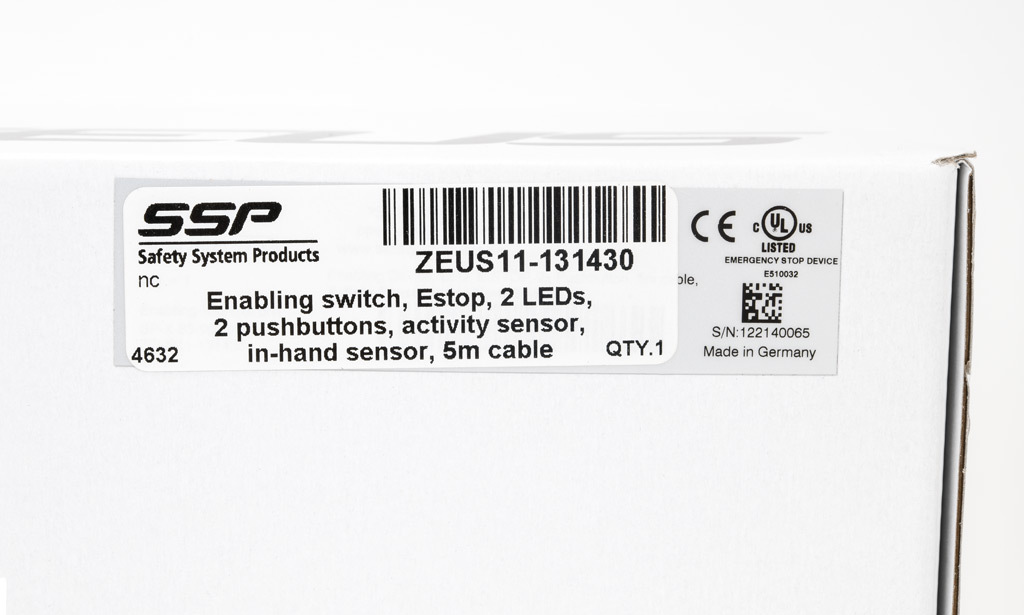 SSP
Safety System Products
nc
ZEUS11-131430
Enabling switch, Estop, 2 LEDs,
2 pushbuttons, activity sensor,
in-hand sensor, 5m cable
4632
QTY.1
CE
C UL US
LISTED
EMERGENCY STOP DEVICE
E510032
S/N:122140065
Made in Germany